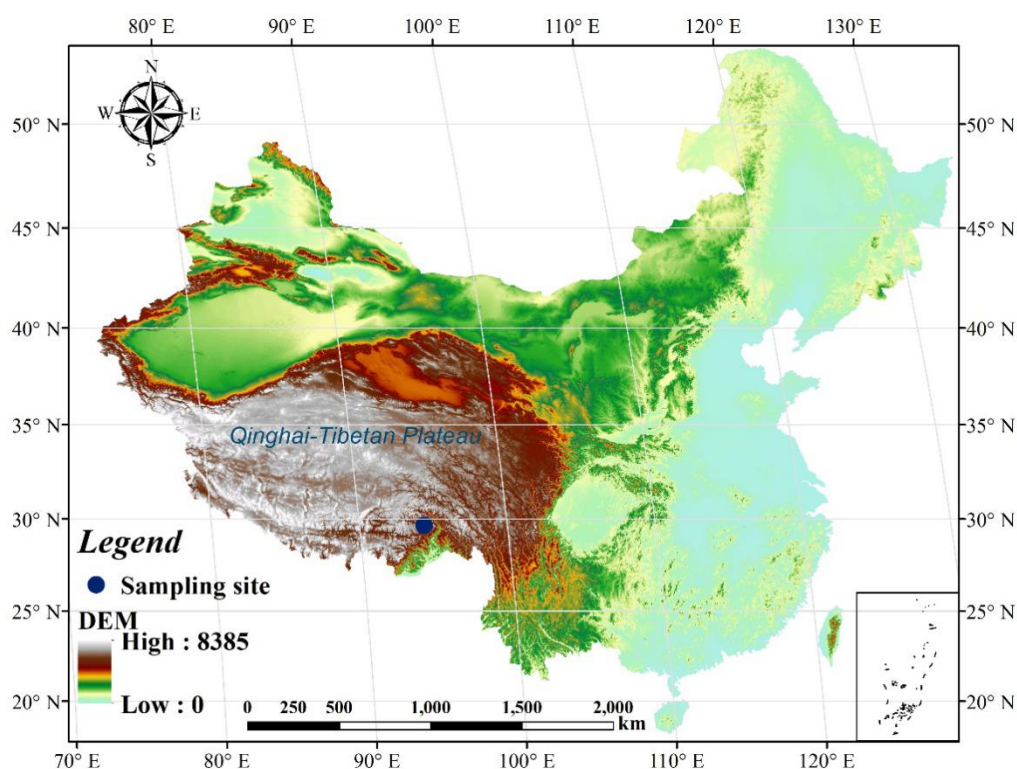 80° E 90° E 100° E 110° E 120° E 130° E
N
W E
S
50° N 50° N
45° N 45° N
40° N 40° N
35° N 35° N
Qinghai-Tibetan Plateau
30° N 30° N
Legend
Sampling site
25° N 25° N
DEM
High : 8385
Low : 0
20° N 20° N
0 250 500 1,000 1,500 2,000
km
70° E 80° E 90° E 100° E 110° E 120° E